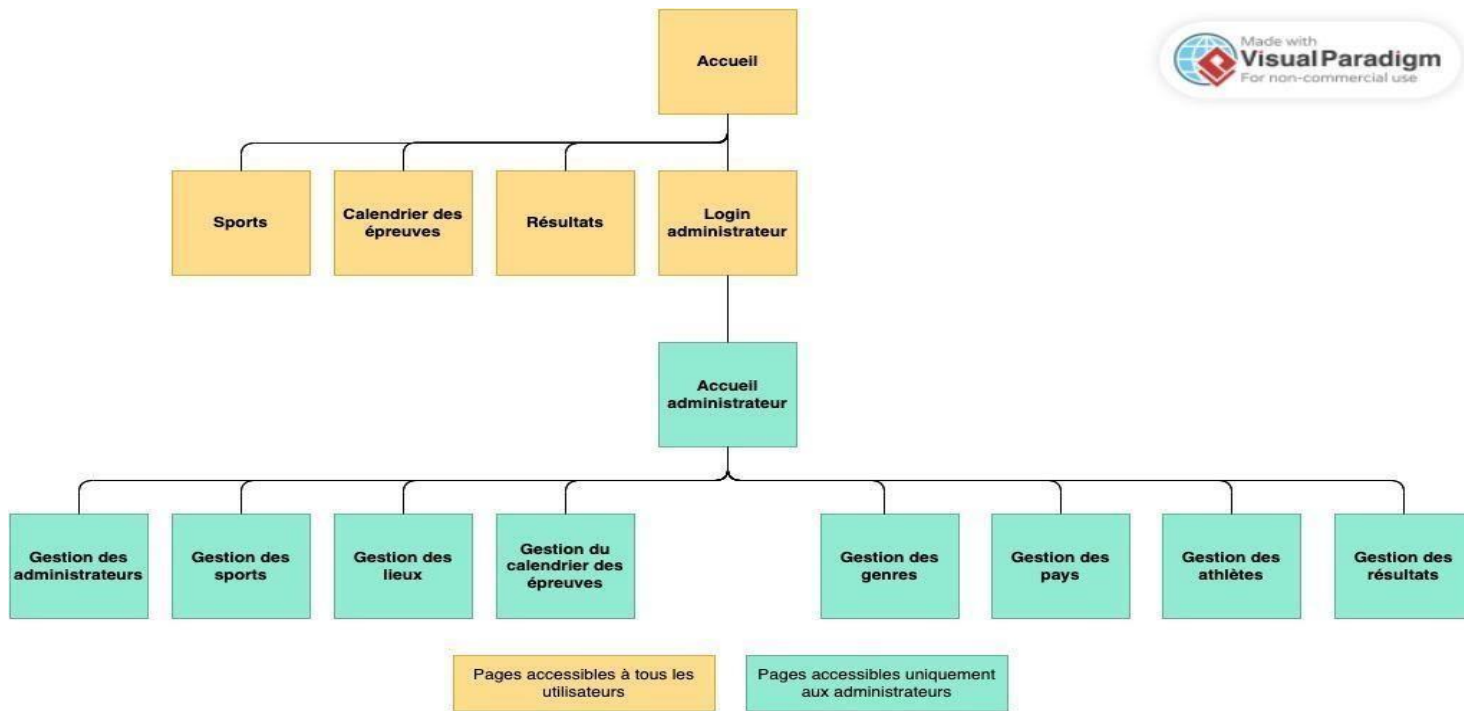 Made with
Visual Paradigm
For non-commercial use
Accueil
Sports
Calendrier des
épreuves
Résultats
Login
administrateur
Accueil
administrateur
Gestion des
administrateurs
Gestion des
sports
Gestion des
lieux
Gestion du
calendrier des
épreuves
Gestion des
genres
Gestion des
pays
Gestion des
athlètes
Gestion des
résultats
Pages accessibles à tous les
utilisateurs
Pages accessibles uniquement
aux administrateurs